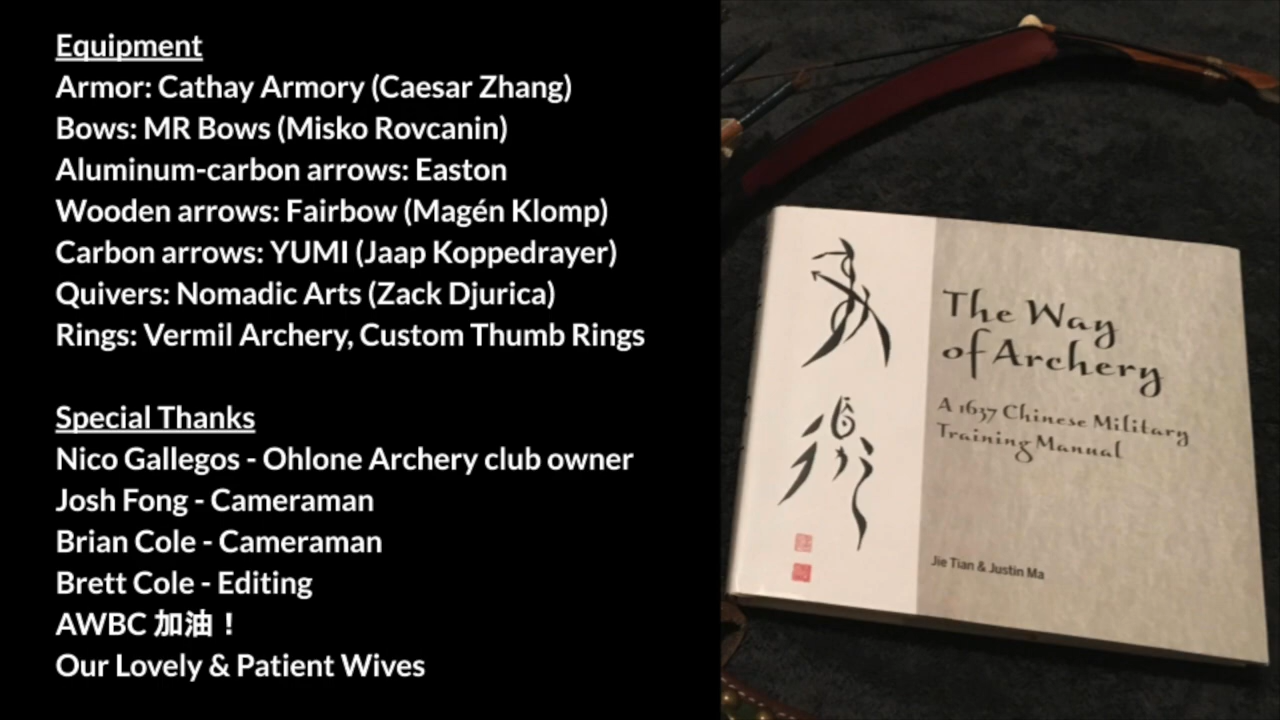 Equipment
Armor: Cathay Armory (Caesar Zhang)
Bows: MR Bows (Misko Rovcanin)
Aluminum-carbon arrows: Easton
Wooden arrows: Fairbow (Magén Klomp)
Carbon arrows: YUMI (Jaap Koppedrayer)
Quivers: Nomadic Arts (Zack Djurica)
Rings: Vermil Archery, Custom Thumb Rings
Special Thanks
Nico Gallegos - Ohlone Archery club owner
Josh Fong - Cameraman
Brian Cole - Cameraman
Brett Cole - Editing
AWBC 加油！
Our Lovely & Patient Wives
The Way
of Archery
A 1637 Chinese Military
Training Manual
Jie Tian & Justin Ma